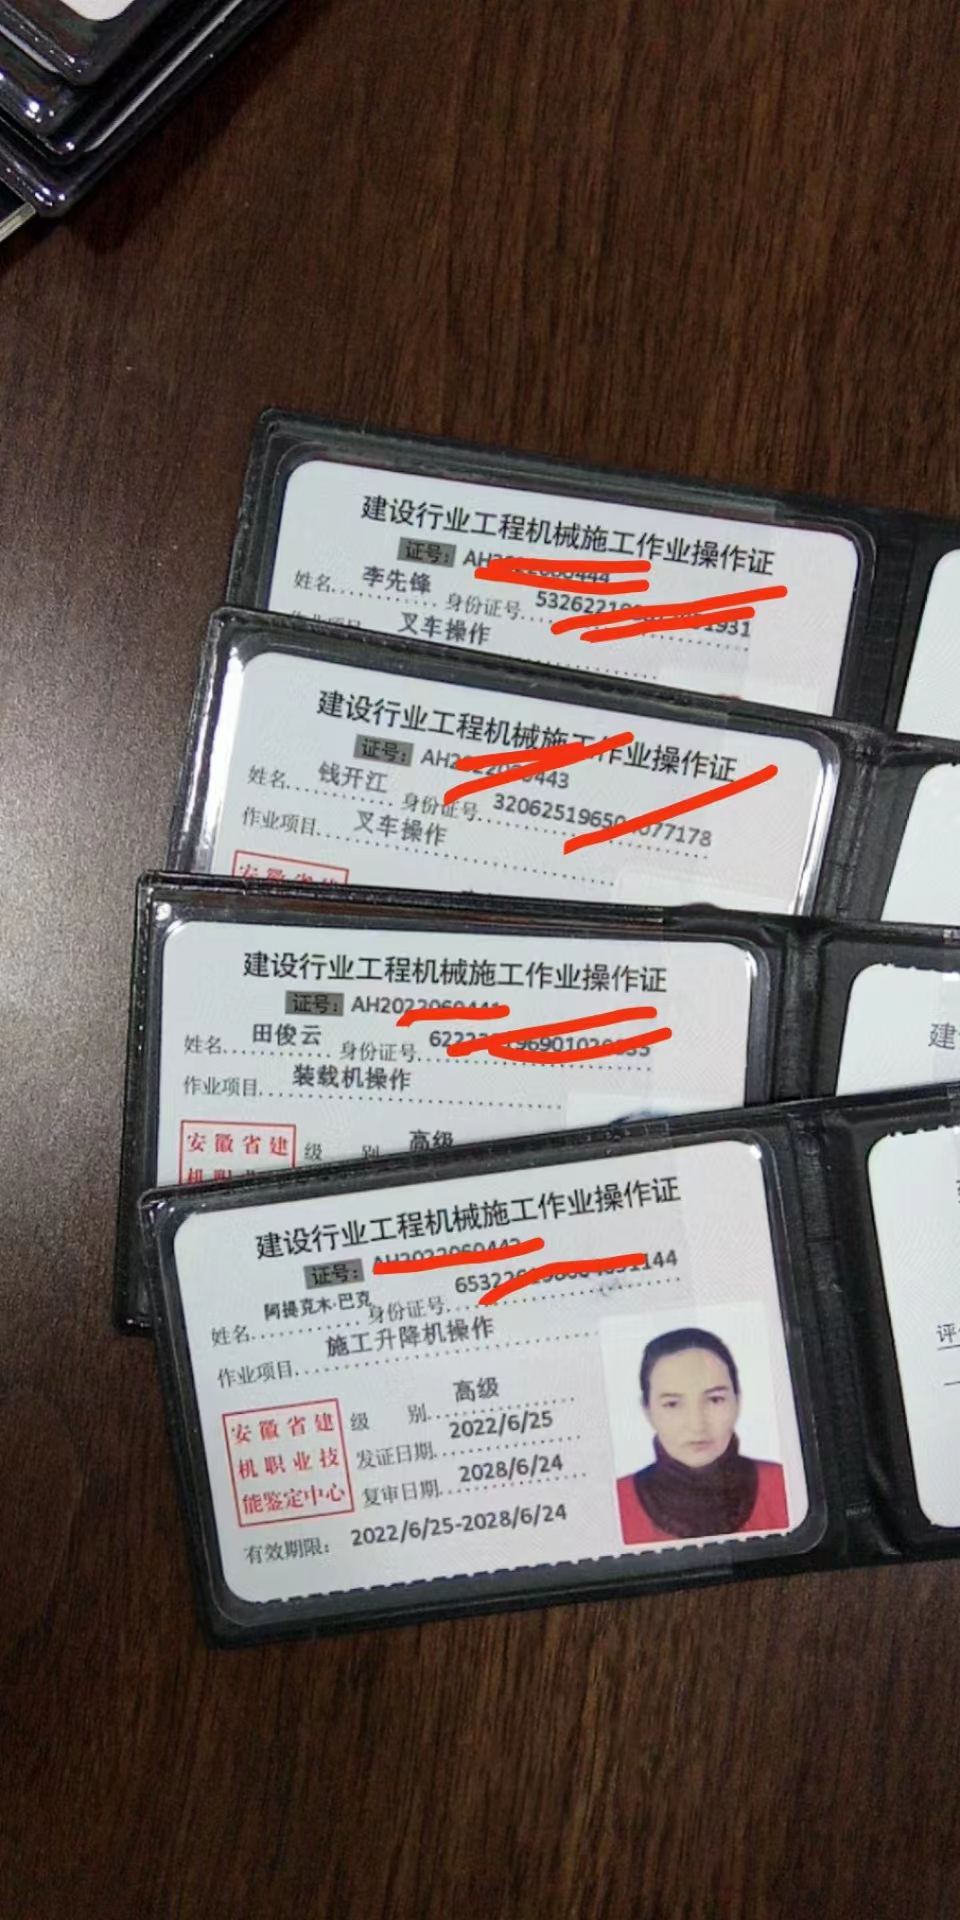 建设行业工程机械施工作业操作证
证号：
姓名 李先锋 身份证号
叉车操作
建设行业工程机械施工作业操作证
证号：
姓名 钱开江 身份证号
作业项目 叉车操作
建设行业工程机械施工作业操作证
证号：
姓名 田俊云 身份证号
作业项目 装载机操作
安徽省建
级别 高级
建设行业工程机械施工作业操作证
证号：
姓名 阿提克木·巴克 身份证号
作业项目 施工升降机操作
安徽省建
机职业技
能鉴定中心
级别 高级
发证日期 2022/6/25
复审日期 2028/6/24
有效期限： 2022/6/25-2028/6/24
建
评